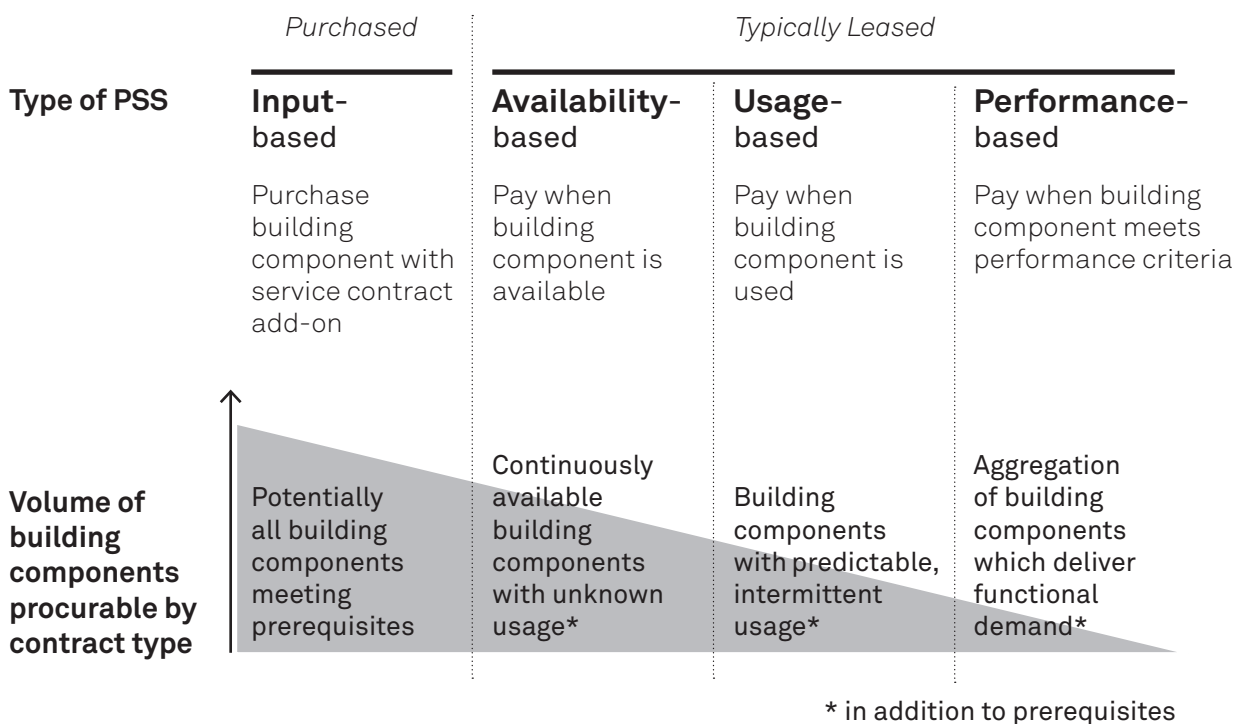 Purchased
Typically Leased
Type of PSS
Input-
based
Purchase
building
component with
service contract
add-on
Availability-
based
Pay when
building
component is
available
Usage-
based
Pay when
building
component is
used
Performance-
based
Pay when building
component meets
performance criteria
Volume of
building
components
procurable by
contract type
Potentially
all building
components
meeting
prerequisites
Continuously
available
building
components
with unknown
usage*
Building
components
with predictable,
intermittent
usage*
Aggregation
of building
components
which deliver
functional
demand*
* in addition to prerequisites